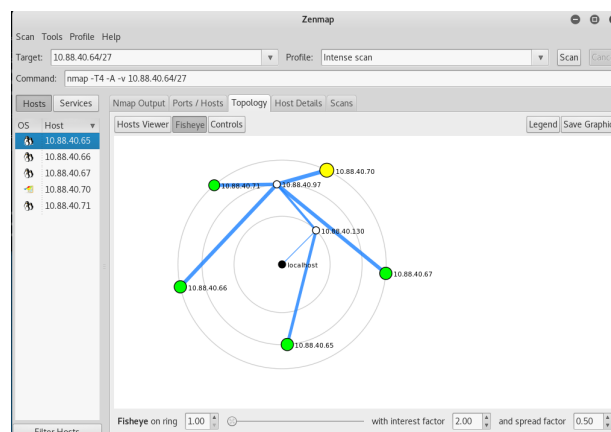 Zenmap
Scan Tools Profile Help
Target: 10.88.40.64/27 Profile: Intense scan Scan
Command: nmap -T4 -A -v 10.88.40.64/27
Hosts Services Nmap Output Ports / Hosts Topology Host Details Scans
OS Host Hosts Viewer Fisheye Controls Legend Save Graphic
10.88.40.65
10.88.40.66
10.88.40.67
10.88.40.70
10.88.40.71
10.88.40.70
10.88.40.71
10.88.40.97
10.88.40.130
localhost
10.88.40.67
10.88.40.66
10.88.40.65
Fisheye on ring 1.00 with interest factor 2.00 and spread factor 0.50
Filter Hosts